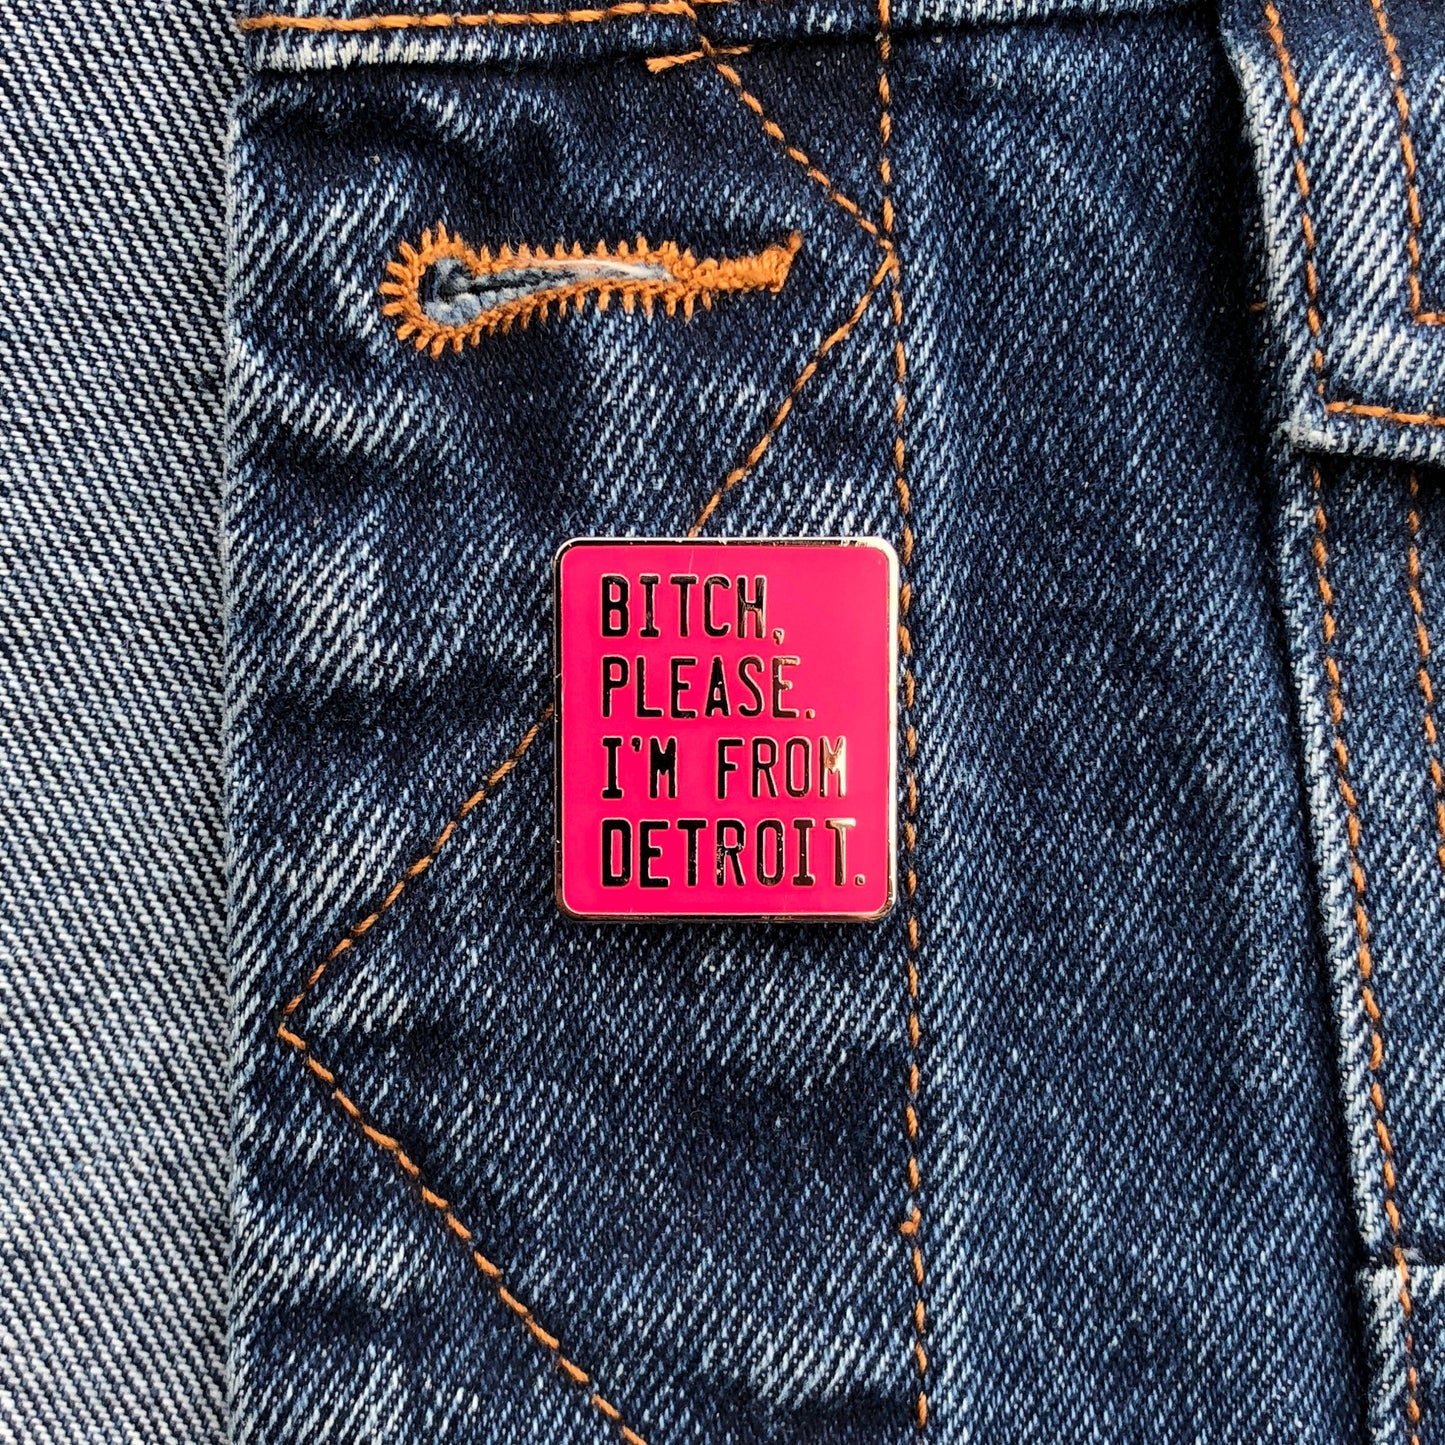 BITCH,
PLEASE.
I'M FROM
DETROIT.